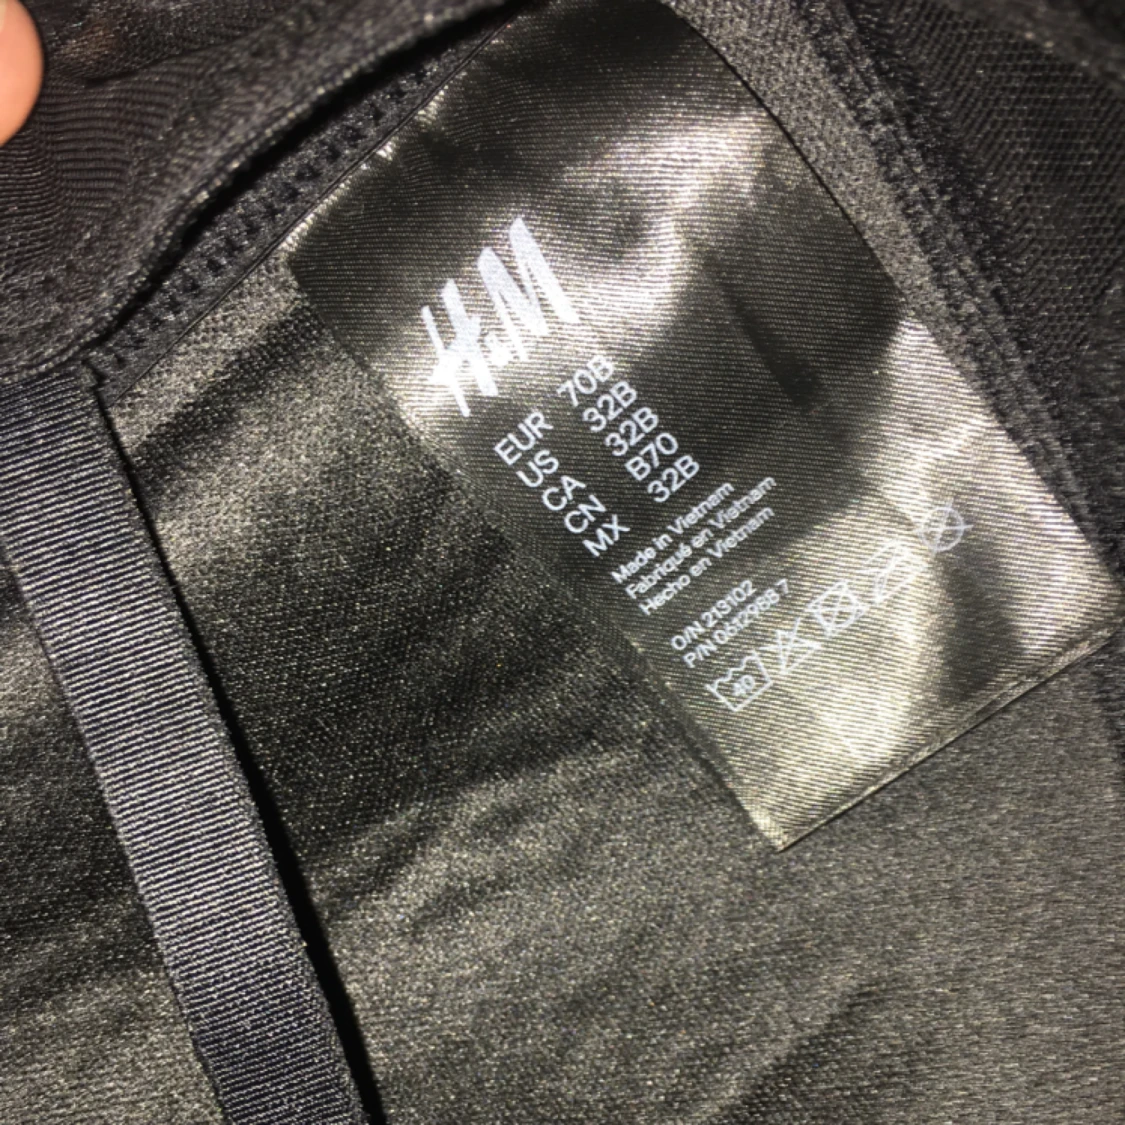 H&M
EUR 70B
US 32B
CA 32B
CN B70
MX 32B
Made in Vietnam
Fabriqué en Vietnam
Hecho en Vietnam
O/N 213102
P/N
40